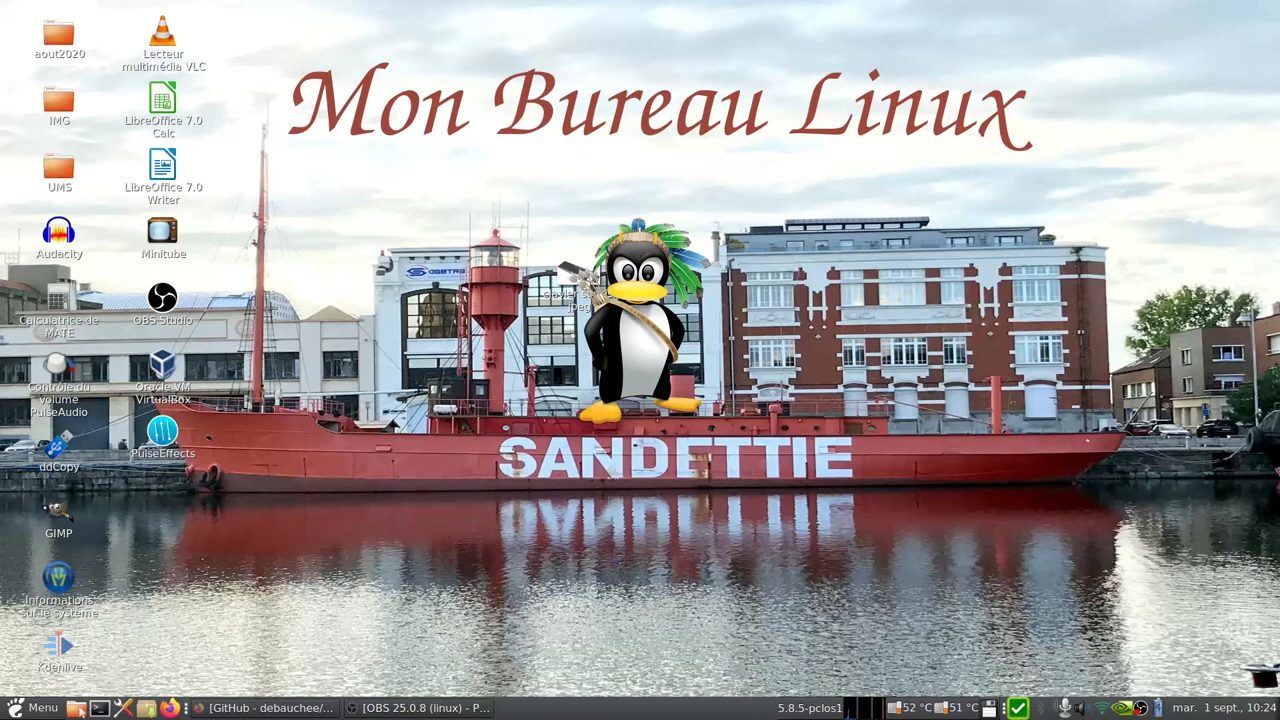 Mon Bureau Linux
aout2020
Lecteur
multimédia VLC
IMG
LibreOffice 7.0
Calc
UMS
LibreOffice 7.0
Writer
Audacity
Minitube
Calculatrice de
MATE
OBS Studio
Contrôle du
volume
PulseAudio
Oracle VM
VirtualBox
ddCopy
PulseEffects
GIMP
Informations
sur le système
Kdenlive
SANDETTIE
Menu
[GitHub - debauchee/...
[OBS 25.0.8 (linux) - P...
5.8.5-pclos1
52 °C
51 °C
mar. 1 sept., 10:24